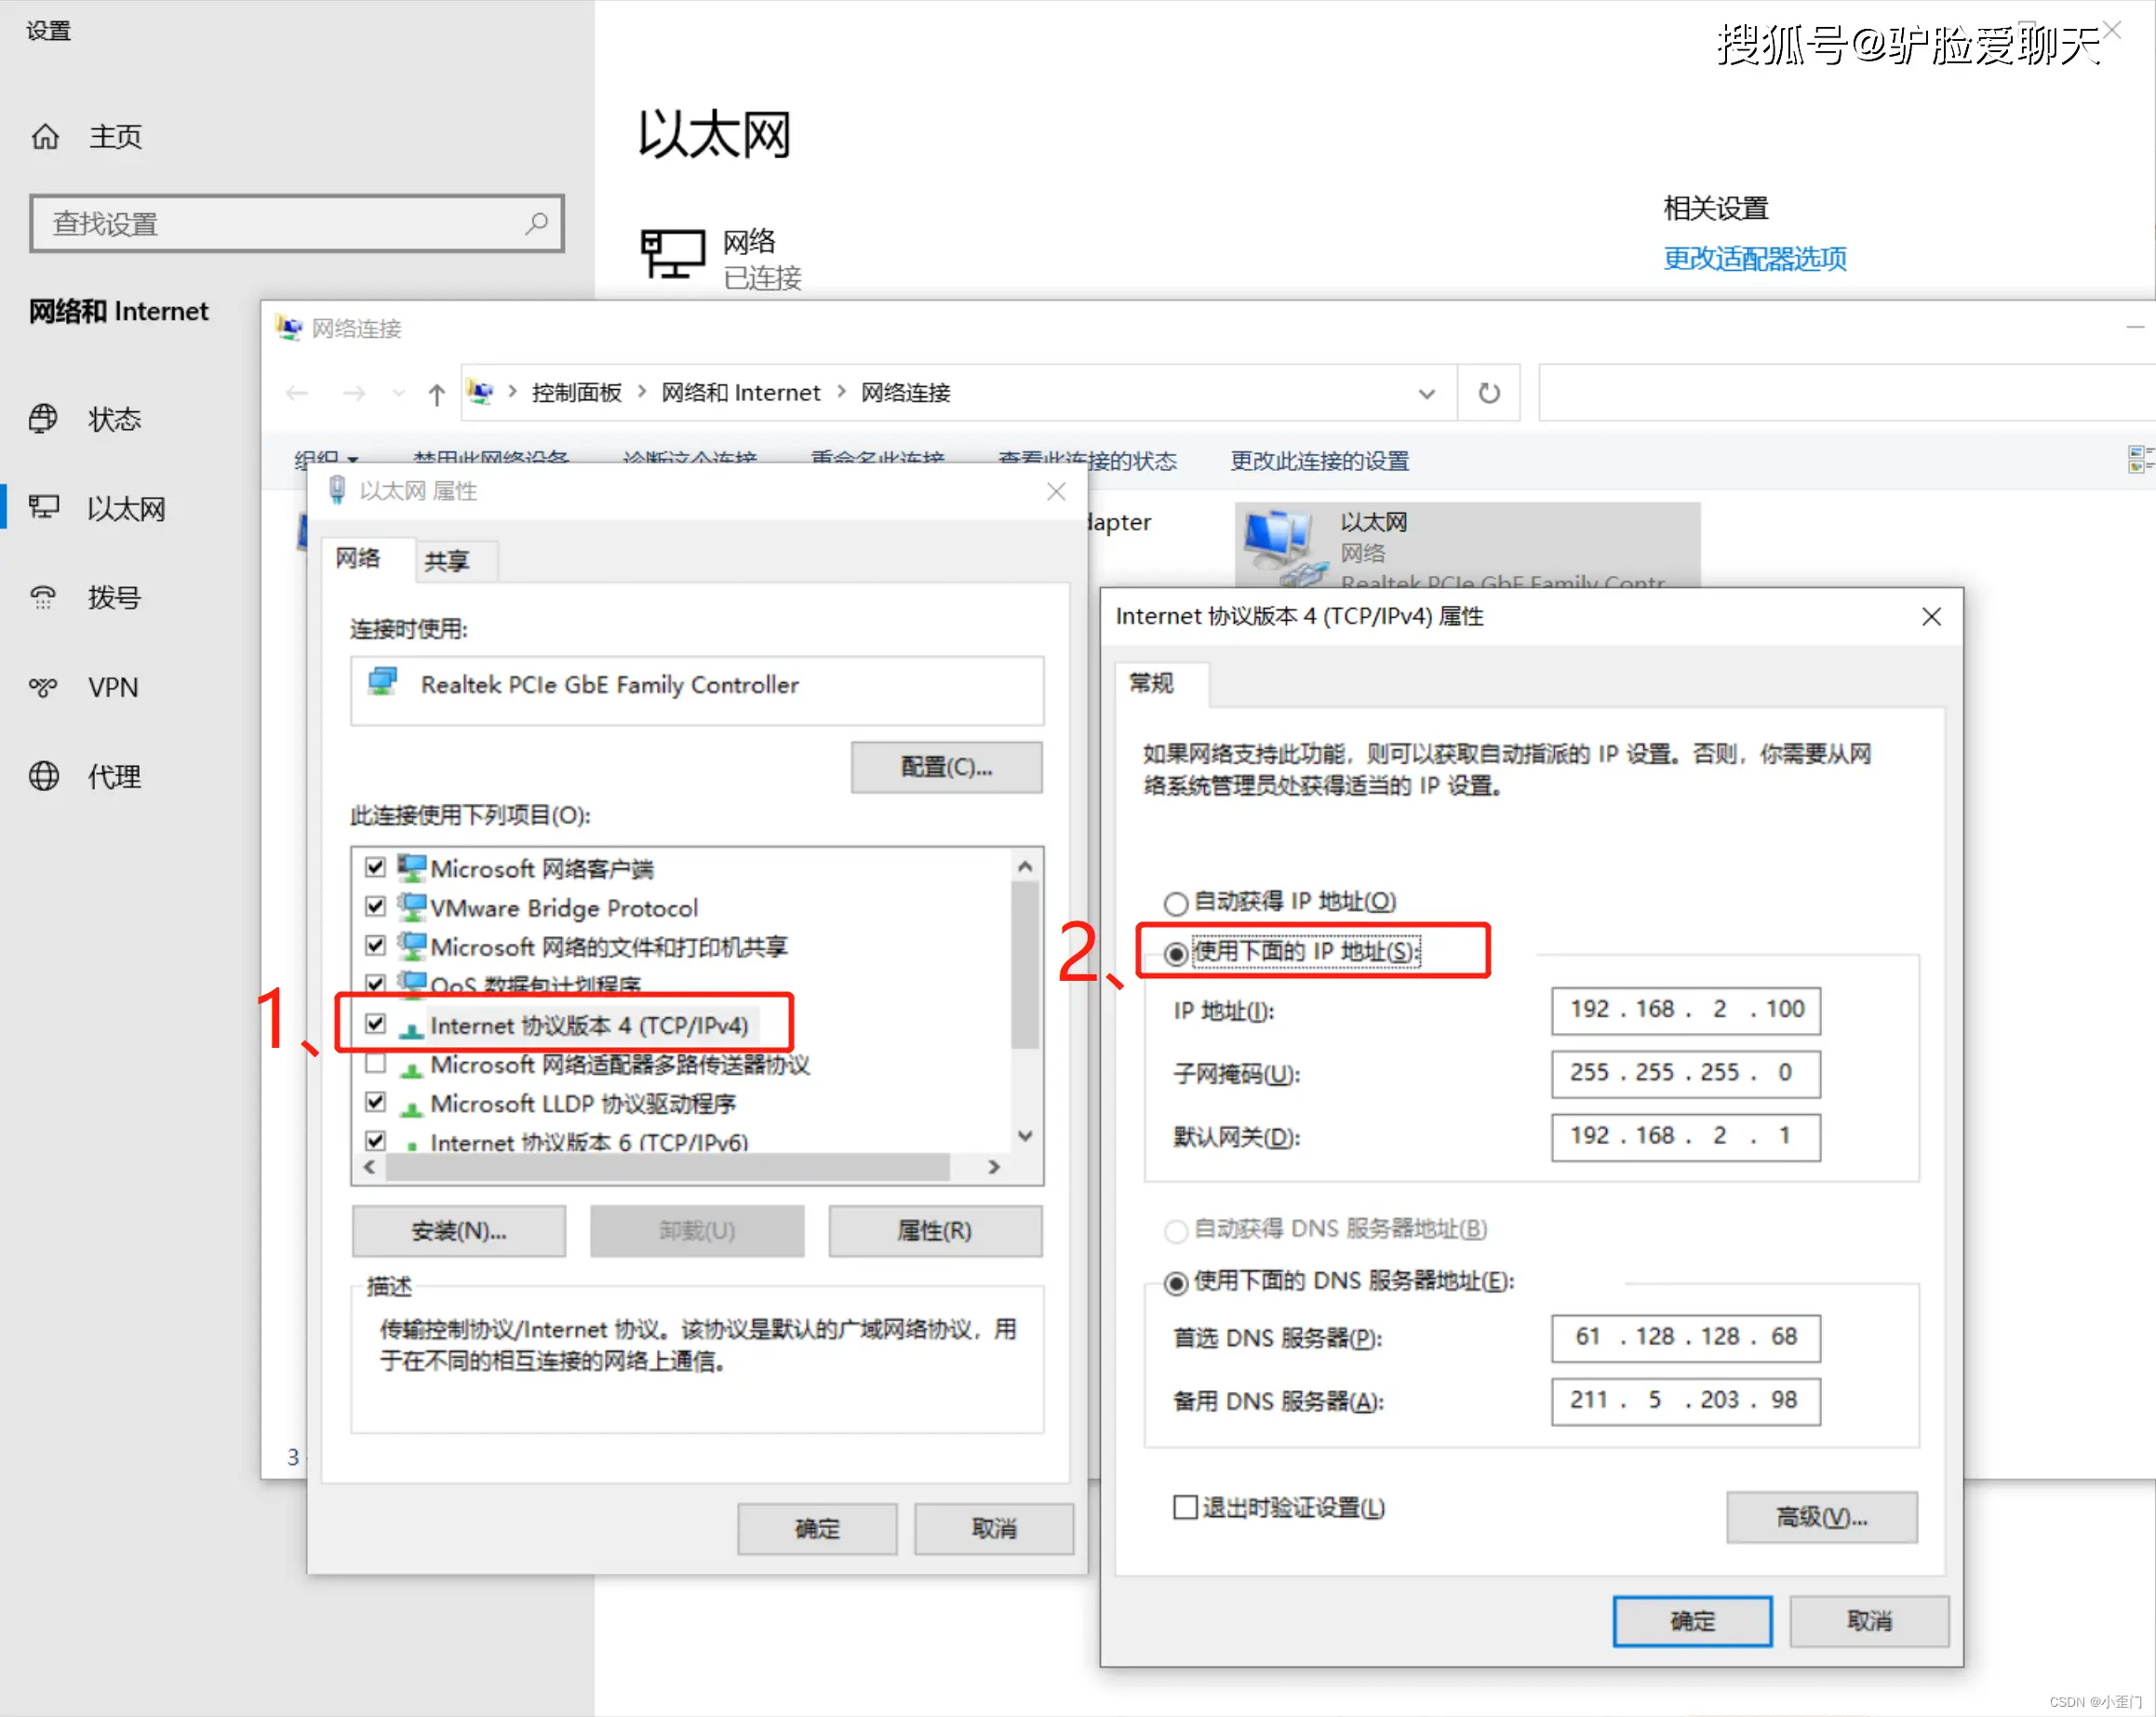 设置
搜狐号@驴脸爱聊天
主页
以太网
查找设置
网络
已连接
相关设置
更改适配器选项
网络和 Internet
状态
以太网
拨号
VPN
代理
网络连接
控制面板 > 网络和 Internet > 网络连接
组织 禁用此网络设备 诊断这个连接 重命名此连接 查看此连接的状态 更改此连接的设置
以太网
网络
Realtek PCIe GbE Family Contr
3
以太网 属性
网络 共享
连接时使用:
Realtek PCIe GbE Family Controller
配置(C)...
此连接使用下列项目(O):
Microsoft 网络客户端
VMware Bridge Protocol
Microsoft 网络的文件和打印机共享
QoS 数据包计划程序
1、
Internet 协议版本 4 (TCP/IPv4)
Microsoft 网络适配器多路传送器协议
Microsoft LLDP 协议驱动程序
Internet 协议版本 6 (TCP/IPv6)
安装(N)... 卸载(U) 属性(R)
描述
传输控制协议/Internet 协议。该协议是默认的广域网络协议，用
于在不同的相互连接的网络上通信。
确定 取消
Internet 协议版本 4 (TCP/IPv4) 属性
常规
如果网络支持此功能，则可以获取自动指派的 IP 设置。否则，你需要从网
络系统管理员处获得适当的 IP 设置。
自动获得 IP 地址(O)
2、
使用下面的 IP 地址(S):
IP 地址(I): 192 . 168 . 2 . 100
子网掩码(U): 255 . 255 . 255 . 0
默认网关(D): 192 . 168 . 2 . 1
自动获得 DNS 服务器地址(B)
使用下面的 DNS 服务器地址(E):
首选 DNS 服务器(P): 61 . 128 . 128 . 68
备用 DNS 服务器(A): 211 . 5 . 203 . 98
退出时验证设置(L)
高级(V)...
确定 取消
CSDN @小歪门